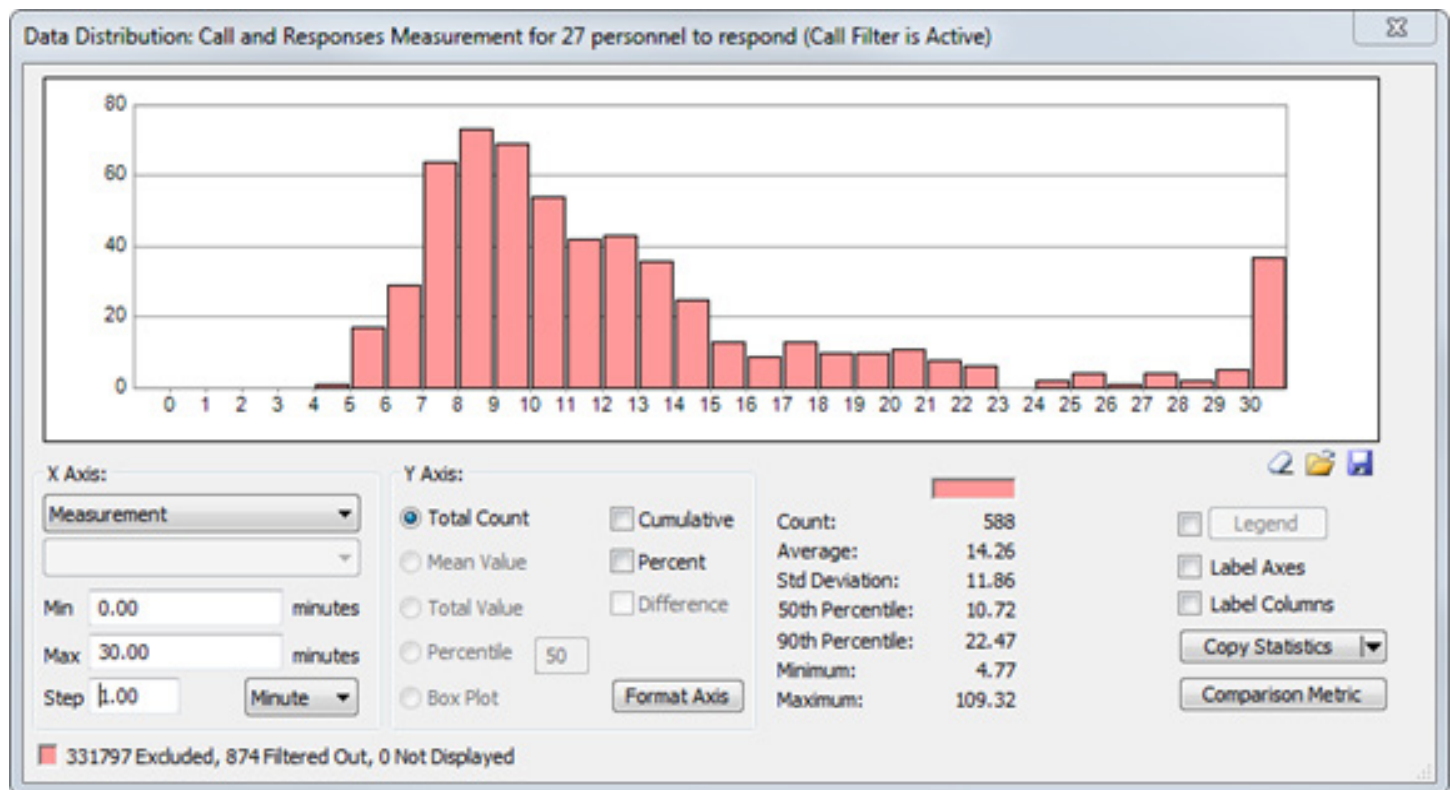 Data Distribution: Call and Responses Measurement for 27 personnel to respond (Call Filter is Active)
80
60
40
20
0
0 1 2 3 4 5 6 7 8 9 10 11 12 13 14 15 16 17 18 19 20 21 22 23 24 25 26 27 28 29 30
X Axis:
Measurement
Min 0.00 minutes
Max 30.00 minutes
Step 1.00 Minute
Y Axis:
Total Count
Mean Value
Total Value
Percentile 50
Box Plot
Cumulative
Percent
Difference
Format Axis
Count: 588
Average: 14.26
Std Deviation: 11.86
50th Percentile: 10.72
90th Percentile: 22.47
Minimum: 4.77
Maximum: 109.32
Legend
Label Axes
Label Columns
Copy Statistics
Comparison Metric
331797 Excluded, 874 Filtered Out, 0 Not Displayed